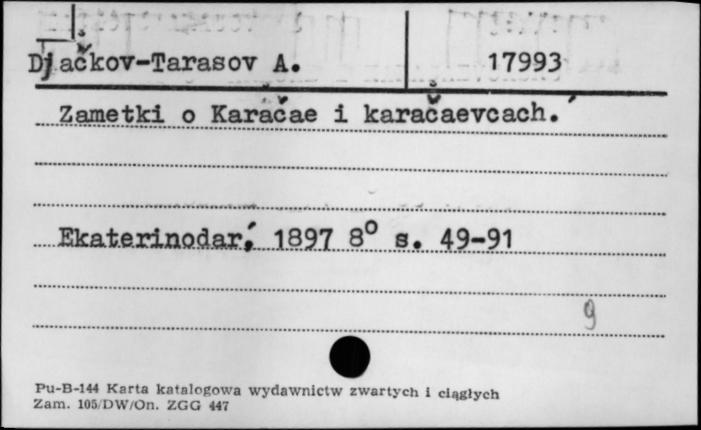 Djačkov-Tarasov A. 17993
Zametki o Karačae i karačaevcach.
Ekaterinodar, 1897 8° s. 49-91
9
Pu-B-144 Karta katalogowa wydawnictw zwartych i ciągłych
Zam. 105/DW/On. ZGG 447